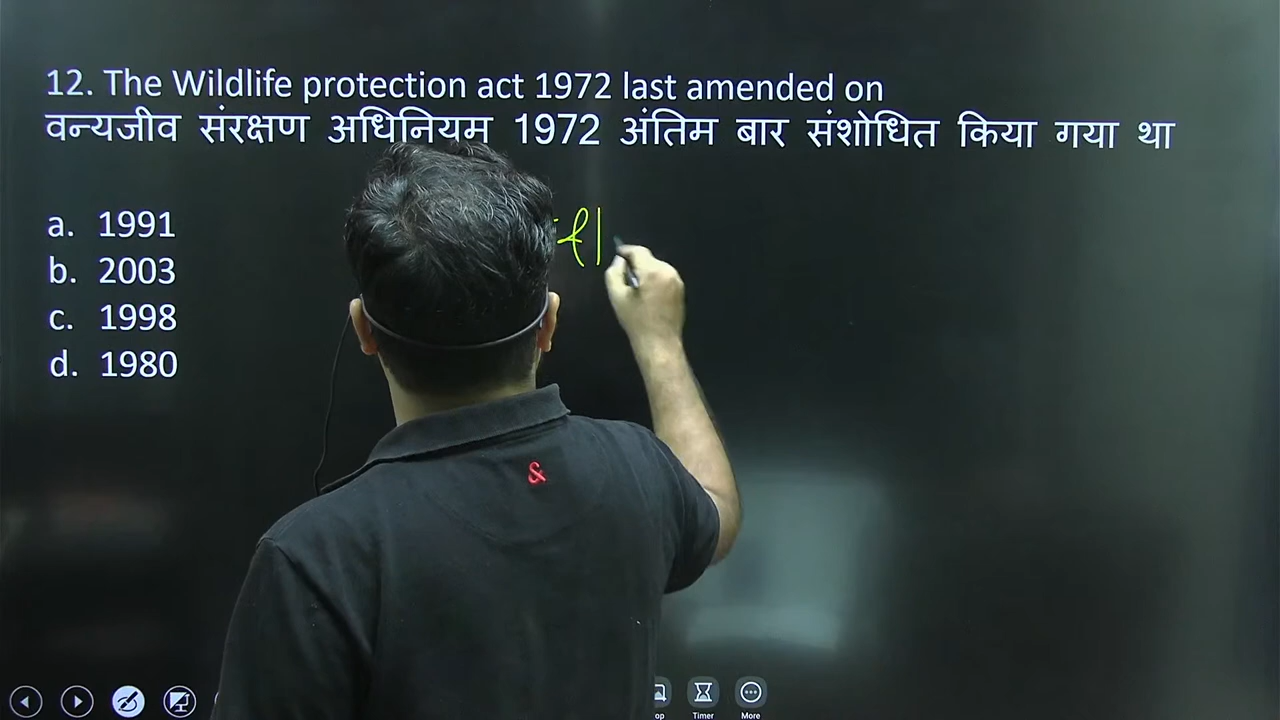 12. The Wildlife protection act 1972 last amended on
वन्यजीव संरक्षण अधिनियम 1972 अंतिम बार संशोधित किया गया था
a. 1991
b. 2003
c. 1998
d. 1980
&
op
Timer
More